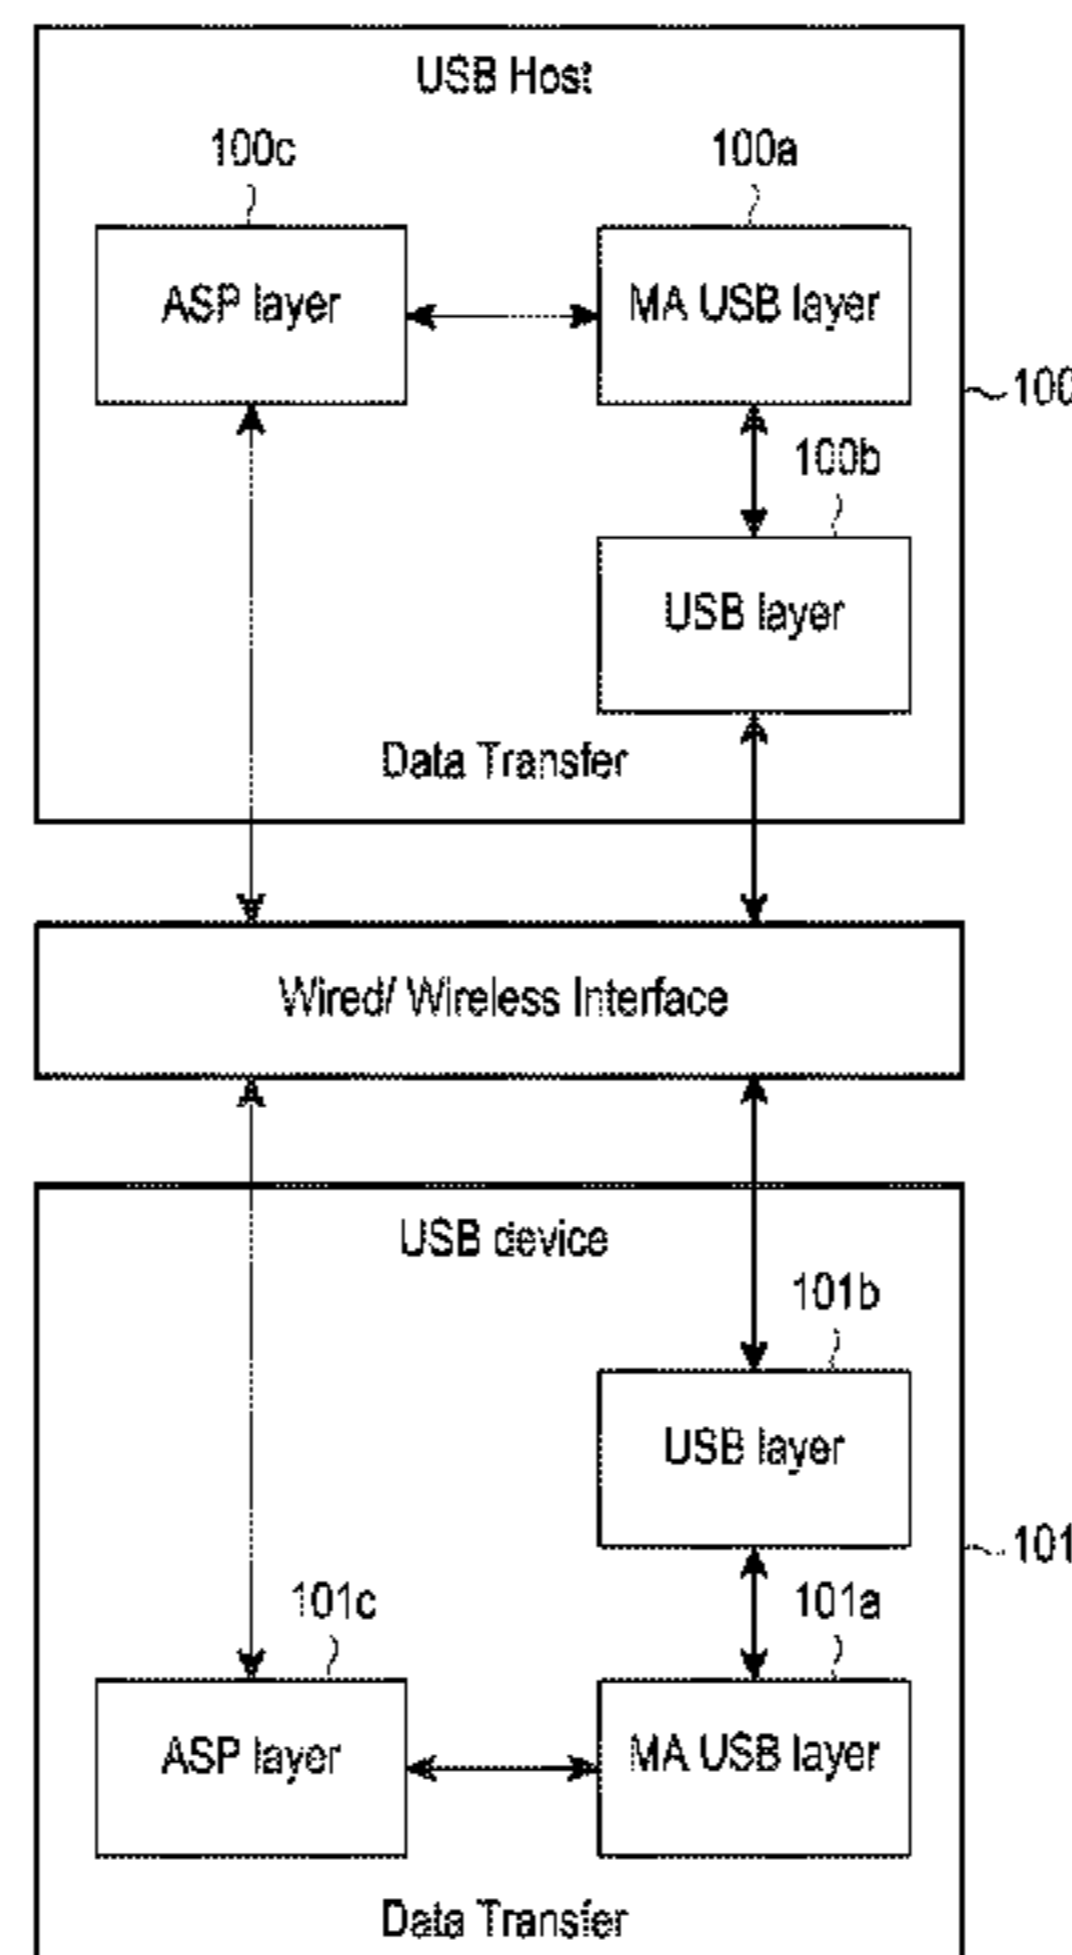 USB Host
100c
100a
ASP layer
MA USB layer
100
100b
USB layer
Data Transfer
Wired/ Wireless Interface
USB device
101b
USB layer
101
101c
101a
ASP layer
MA USB layer
Data Transfer